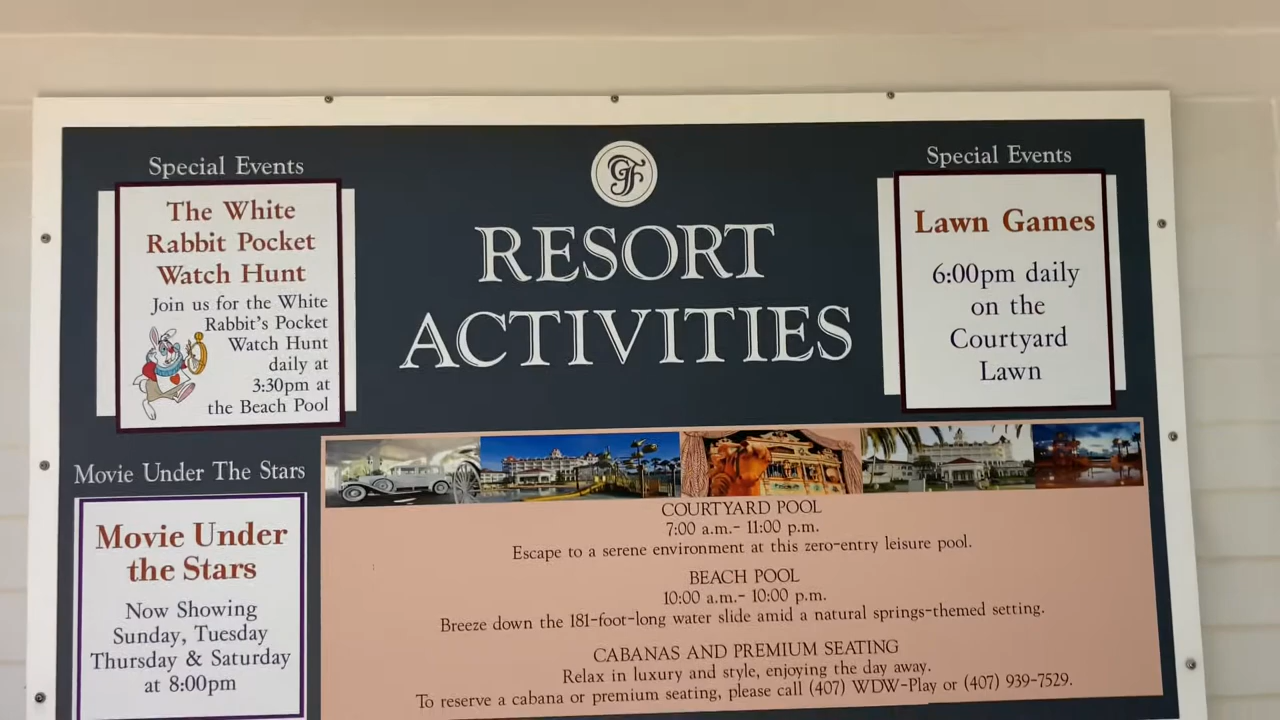 Special Events
The White
Rabbit Pocket
Watch Hunt
Join us for the White
Rabbit's Pocket
Watch Hunt
daily at
3:30pm at
the Beach Pool
GF
RESORT
ACTIVITIES
Special Events
Lawn Games
6:00pm daily
on the
Courtyard
Lawn
Movie Under The Stars
Movie Under
the Stars
Now Showing
Sunday, Tuesday
Thursday & Saturday
at 8:00pm
COURTYARD POOL
7:00 a.m.- 11:00 p.m.
Escape to a serene environment at this zero-entry leisure pool.
BEACH POOL
10:00 a.m.- 10:00 p.m.
Breeze down the 181-foot-long water slide amid a natural springs-themed setting.
CABANAS AND PREMIUM SEATING
Relax in luxury and style, enjoying the day away.
To reserve a cabana or premium seating, please call (407) WDW-Play or (407) 939-7529.